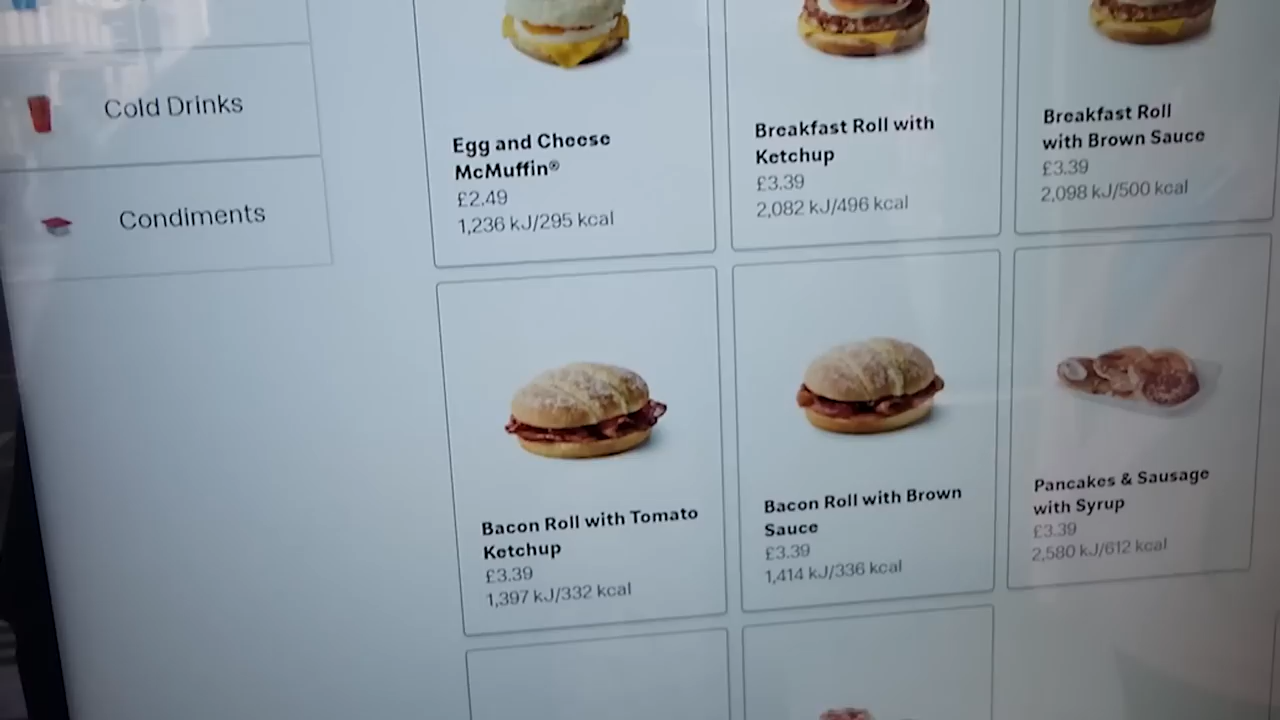 Cold Drinks
Condiments
Egg and Cheese
McMuffin®
£2.49
1,236 kJ/295 kcal
Breakfast Roll with
Ketchup
£3.39
2,082 kJ/496 kcal
Breakfast Roll
with Brown Sauce
£3.39
2,098 kJ/500 kcal
Bacon Roll with Tomato
Ketchup
£3.39
1,397 kJ/332 kcal
Bacon Roll with Brown
Sauce
£3.39
1,414 kJ/336 kcal
Pancakes & Sausage
with Syrup
£3.39
2,580 kJ/612 kcal